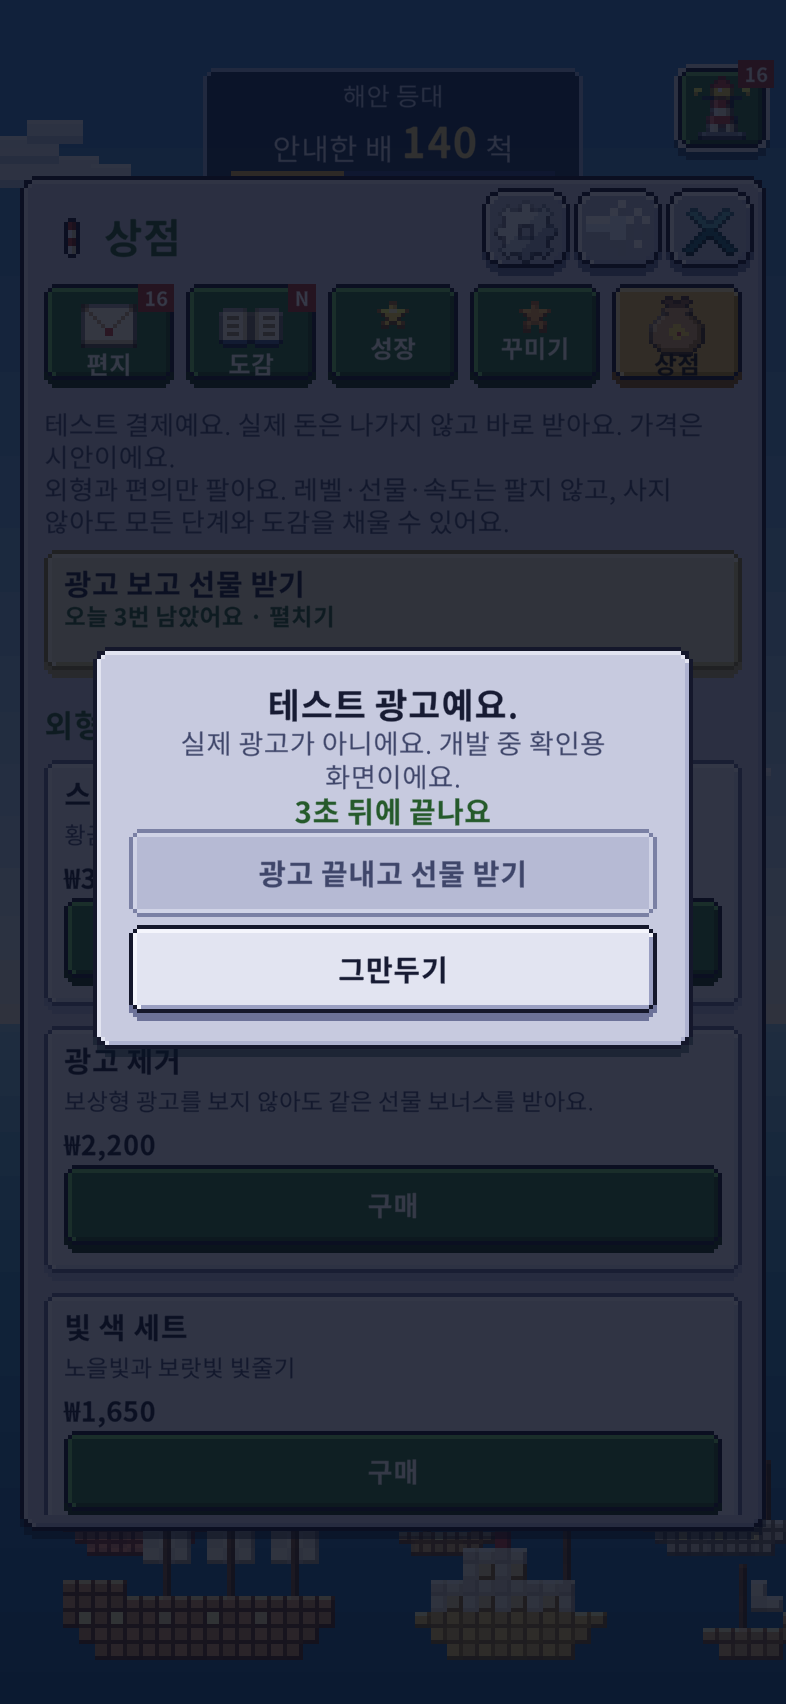 해안 등대
16
안내한 배 140 척
상점
16
편지
N
도감
성장
꾸미기
상점
테스트 결제예요. 실제 돈은 나가지 않고 바로 받아요. 가격은
시안이에요.
외형과 편의만 팔아요. 레벨·선물·속도는 팔지 않고, 사지
않아도 모든 단계와 도감을 채울 수 있어요.
광고 보고 선물 받기
오늘 3번 남았어요 · 펼치기
테스트 광고예요.
실제 광고가 아니에요. 개발 중 확인용
화면이에요.
3초 뒤에 끝나요
광고 끝내고 선물 받기
그만두기
외형
스
황금
₩3
광고 제거
보상형 광고를 보지 않아도 같은 선물 보너스를 받아요.
₩2,200
구매
빛 색 세트
노을빛과 보랏빛 빛줄기
₩1,650
구매